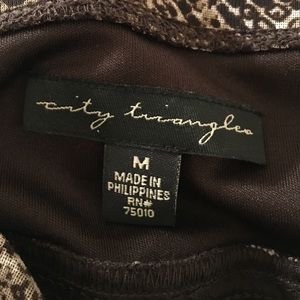 city triangles
M
MADE IN
PHILIPPINES
RN#
75010